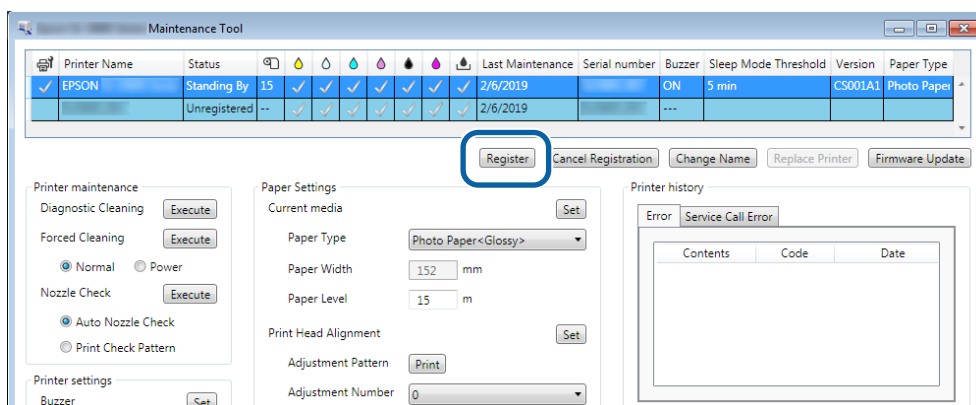 Maintenance Tool
Printer Name Status Last Maintenance Serial number Buzzer Sleep Mode Threshold Version Paper Type
EPSON Standing By 15 2/6/2019 ON 5 min CS001A1 Photo Paper
Unregistered -- 2/6/2019 ---
Register Cancel Registration Change Name Replace Printer Firmware Update
Printer maintenance
Diagnostic Cleaning Execute
Forced Cleaning Execute
Normal Power
Nozzle Check Execute
Auto Nozzle Check
Print Check Pattern
Printer settings
Buzzer Set
Paper Settings
Current media Set
Paper Type Photo Paper<Glossy>
Paper Width 152 mm
Paper Level 15 m
Print Head Alignment Set
Adjustment Pattern Print
Adjustment Number 0
Printer history
Error Service Call Error
Contents Code Date